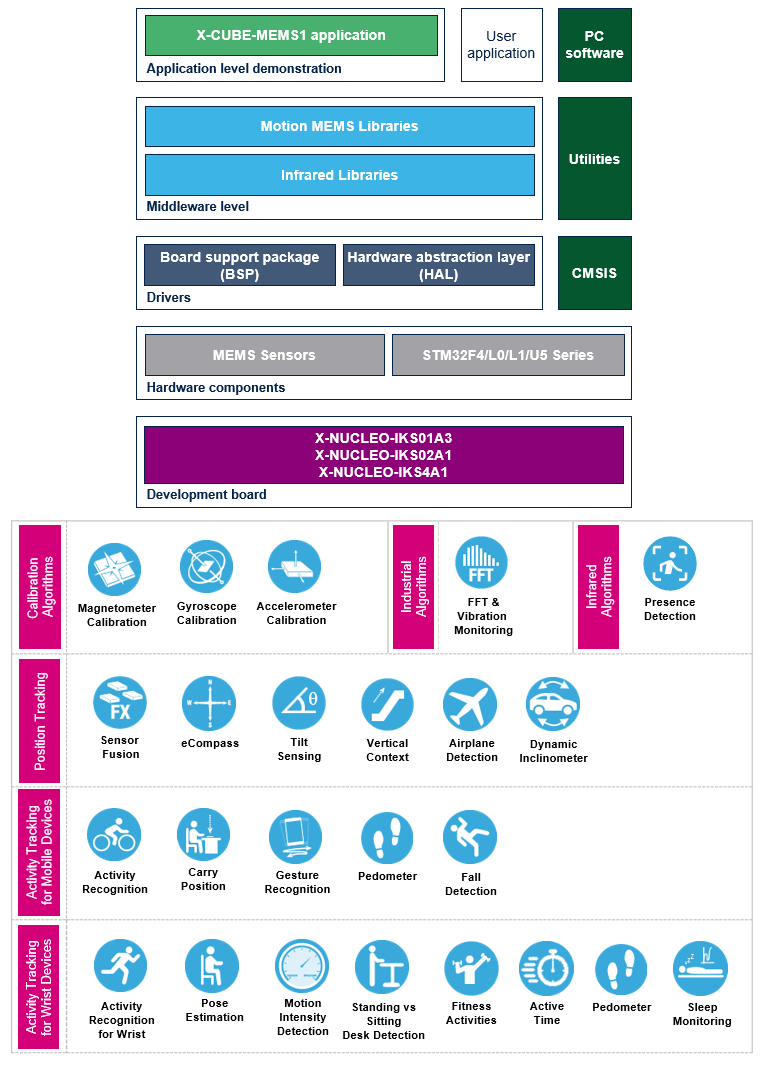 X-CUBE-MEMS1 application
Application level demonstration
User
application
PC
software
Motion MEMS Libraries
Infrared Libraries
Middleware level
Utilities
Board support package
(BSP)
Hardware abstraction layer
(HAL)
Drivers
CMSIS
MEMS Sensors
STM32F4/L0/L1/U5 Series
Hardware components
X-NUCLEO-IKS01A3
X-NUCLEO-IKS02A1
X-NUCLEO-IKS4A1
Development board
Calibration
Algorithms
Magnetometer
Calibration
Gyroscope
Calibration
Accelerometer
Calibration
Industrial
Algorithms
FFT
FFT &
Vibration
Monitoring
Infrared
Algorithms
Presence
Detection
Position Tracking
FX
Sensor
Fusion
N
W
E
S
eCompass
θ
Tilt
Sensing
Vertical
Context
Airplane
Detection
Dynamic
Inclinometer
Activity Tracking
for Mobile Devices
Activity
Recognition
Carry
Position
Gesture
Recognition
Pedometer
Fall
Detection
Activity Tracking
for Wrist Devices
Activity
Recognition
for Wrist
Pose
Estimation
Motion
Intensity
Detection
Standing vs
Sitting
Desk Detection
Fitness
Activities
Active
Time
Pedometer
zz
Sleep
Monitoring